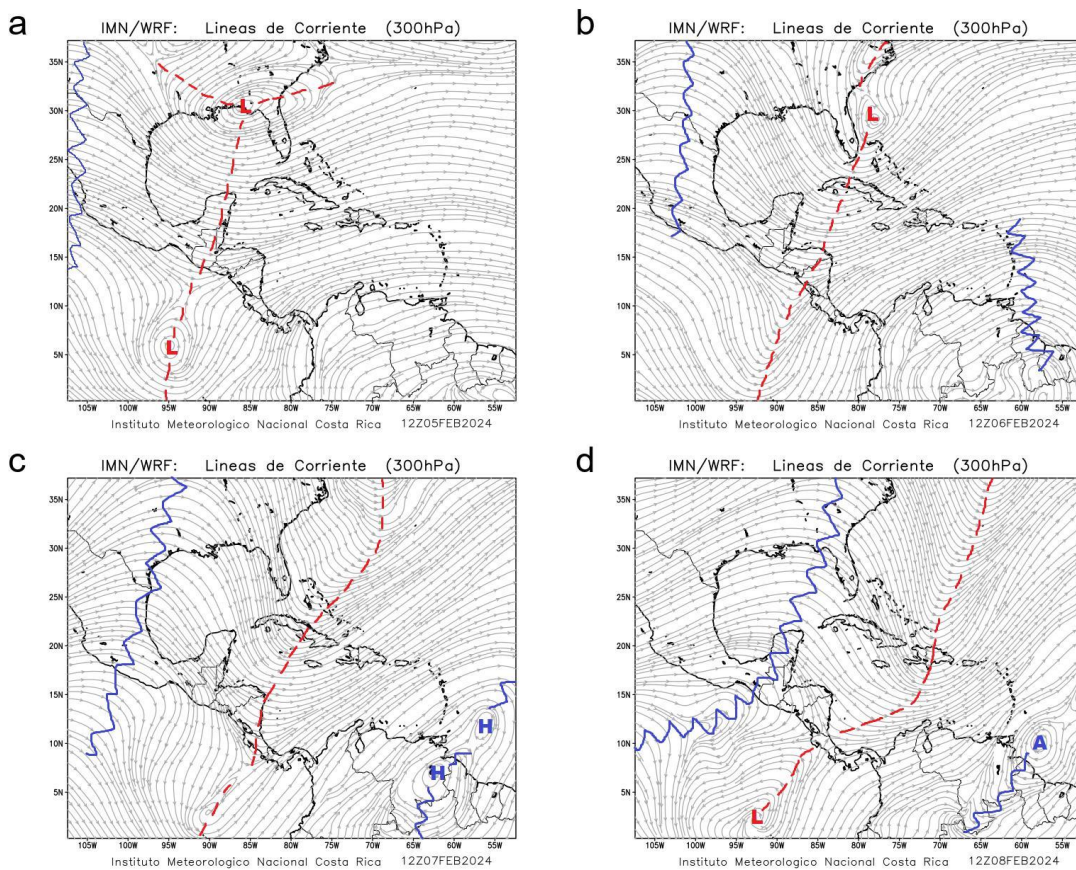 a
IMN/WRF: Lineas de Corriente (300hPa)
35N
30N
25N
20N
15N
10N
5N
L
L
105W 100W 95W 90W 85W 80W 75W 70W 65W 60W 55W
Instituto Meteorologico Nacional Costa Rica 12Z05FEB2024
b
IMN/WRF: Lineas de Corriente (300hPa)
35N
30N
25N
20N
15N
10N
5N
L
105W 100W 95W 90W 85W 80W 75W 70W 65W 60W 55W
Instituto Meteorologico Nacional Costa Rica 12Z06FEB2024
c
IMN/WRF: Lineas de Corriente (300hPa)
35N
30N
25N
20N
15N
10N
5N
H
H
105W 100W 95W 90W 85W 80W 75W 70W 65W 60W 55W
Instituto Meteorologico Nacional Costa Rica 12Z07FEB2024
d
IMN/WRF: Lineas de Corriente (300hPa)
35N
30N
25N
20N
15N
10N
5N
A
L
105W 100W 95W 90W 85W 80W 75W 70W 65W 60W 55W
Instituto Meteorologico Nacional Costa Rica 12Z08FEB2024